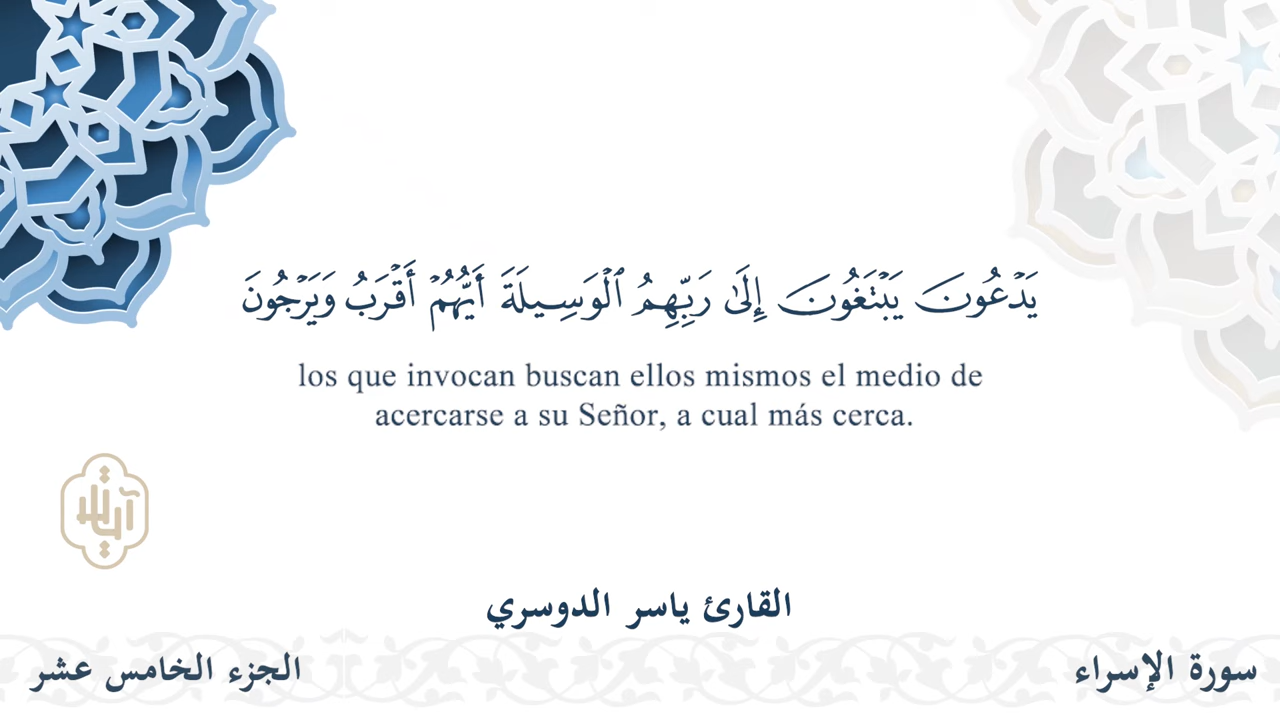 يَدْعُونَ يَبْتَغُونَ إِلَىٰ رَبِّهِمُ ٱلْوَسِيلَةَ أَيُّهُمْ أَقْرَبُ وَيَرْجُونَ
los que invocan buscan ellos mismos el medio de
acercarse a su Señor, a cual más cerca.
القارئ ياسر الدوسري
سورة الإسراء
الجزء الخامس عشر